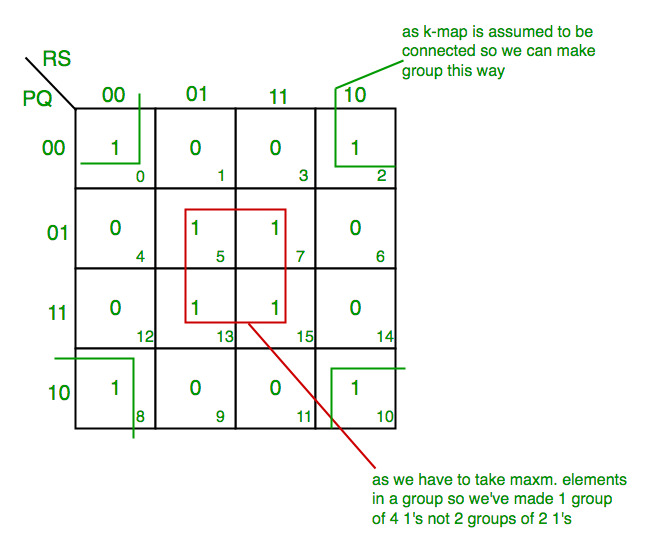 as k-map is assumed to be
connected so we can make
group this way
RS
PQ
00 01 11 10
00 1 0 0 1
0 1 3 2
01 0 1 1 0
4 5 7 6
11 0 1 1 0
12 13 15 14
10 1 0 0 1
8 9 11 10
as we have to take maxm. elements
in a group so we've made 1 group
of 4 1's not 2 groups of 2 1's